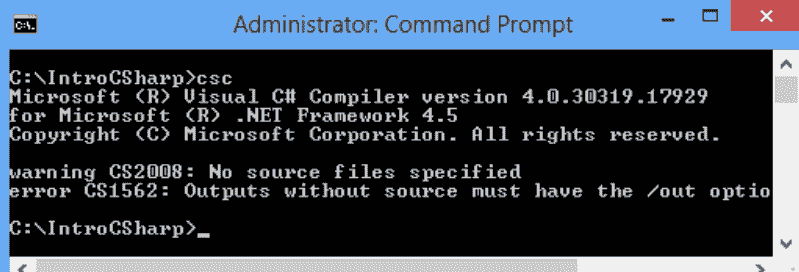 Administrator: Command Prompt
C:\IntroCSharp>csc
Microsoft (R) Visual C# Compiler version 4.0.30319.17929
for Microsoft (R) .NET Framework 4.5
Copyright (C) Microsoft Corporation. All rights reserved.
warning CS2008: No source files specified
error CS1562: Outputs without source must have the /out optio
C:\IntroCSharp>_